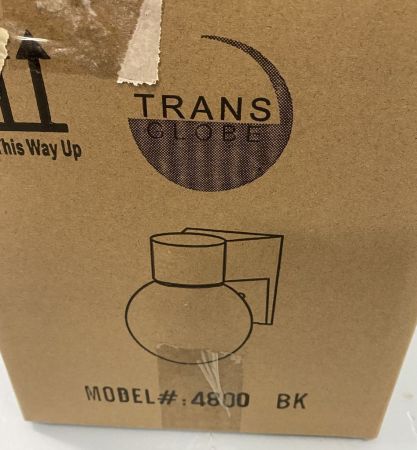 TRANS
GLOBE
This Way Up
MODEL#:4800 BK